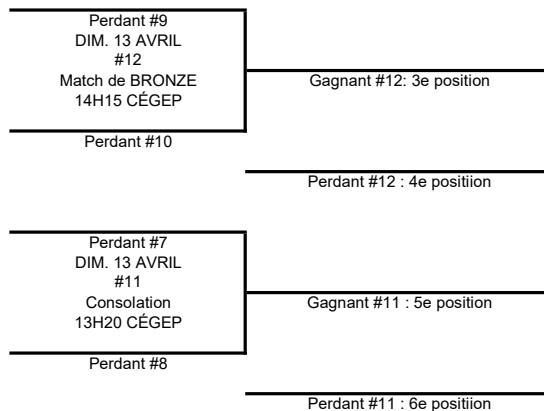 Perdant #9
DIM. 13 AVRIL
#12
Match de BRONZE
14H15 CÉGEP
Gagnant #12: 3e position
Perdant #10
Perdant #12 : 4e positiion
Perdant #7
DIM. 13 AVRIL
#11
Consolation
13H20 CÉGEP
Gagnant #11 : 5e position
Perdant #8
Perdant #11 : 6e positiion